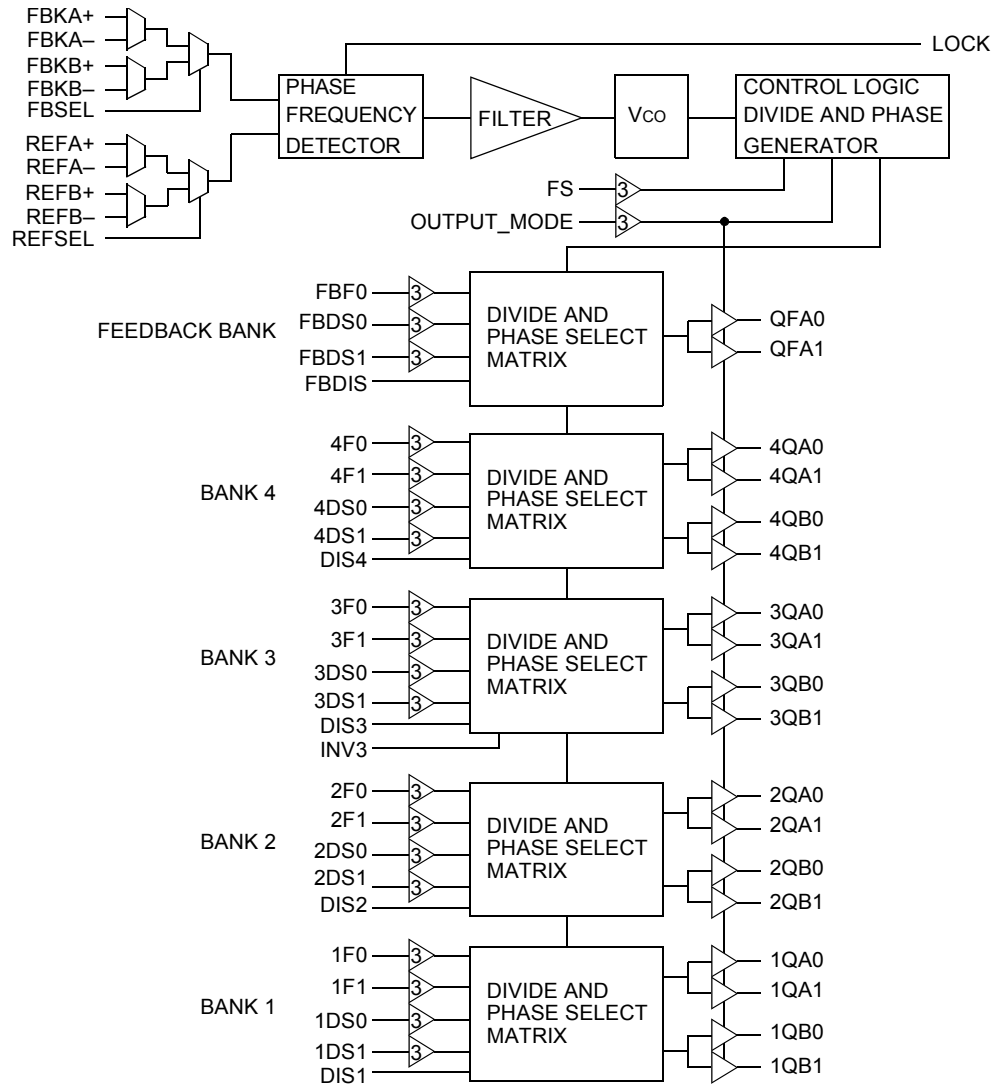 FBKA+
FBKA–
FBKB+
FBKB–
FBSEL
REFA+
REFA–
REFB+
REFB–
REFSEL
LOCK
PHASE
FREQUENCY
DETECTOR
FILTER
VCO
CONTROL LOGIC
DIVIDE AND PHASE
GENERATOR
FS
3
OUTPUT_MODE
3
FEEDBACK BANK
FBF0
3
FBDS0
3
FBDS1
3
FBDIS
DIVIDE AND
PHASE SELECT
MATRIX
QFA0
QFA1
BANK 4
4F0
3
4F1
3
4DS0
3
4DS1
3
DIS4
DIVIDE AND
PHASE SELECT
MATRIX
4QA0
4QA1
4QB0
4QB1
BANK 3
3F0
3
3F1
3
3DS0
3
3DS1
3
DIS3
INV3
DIVIDE AND
PHASE SELECT
MATRIX
3QA0
3QA1
3QB0
3QB1
BANK 2
2F0
3
2F1
3
2DS0
3
2DS1
3
DIS2
DIVIDE AND
PHASE SELECT
MATRIX
2QA0
2QA1
2QB0
2QB1
BANK 1
1F0
3
1F1
3
1DS0
3
1DS1
3
DIS1
DIVIDE AND
PHASE SELECT
MATRIX
1QA0
1QA1
1QB0
1QB1